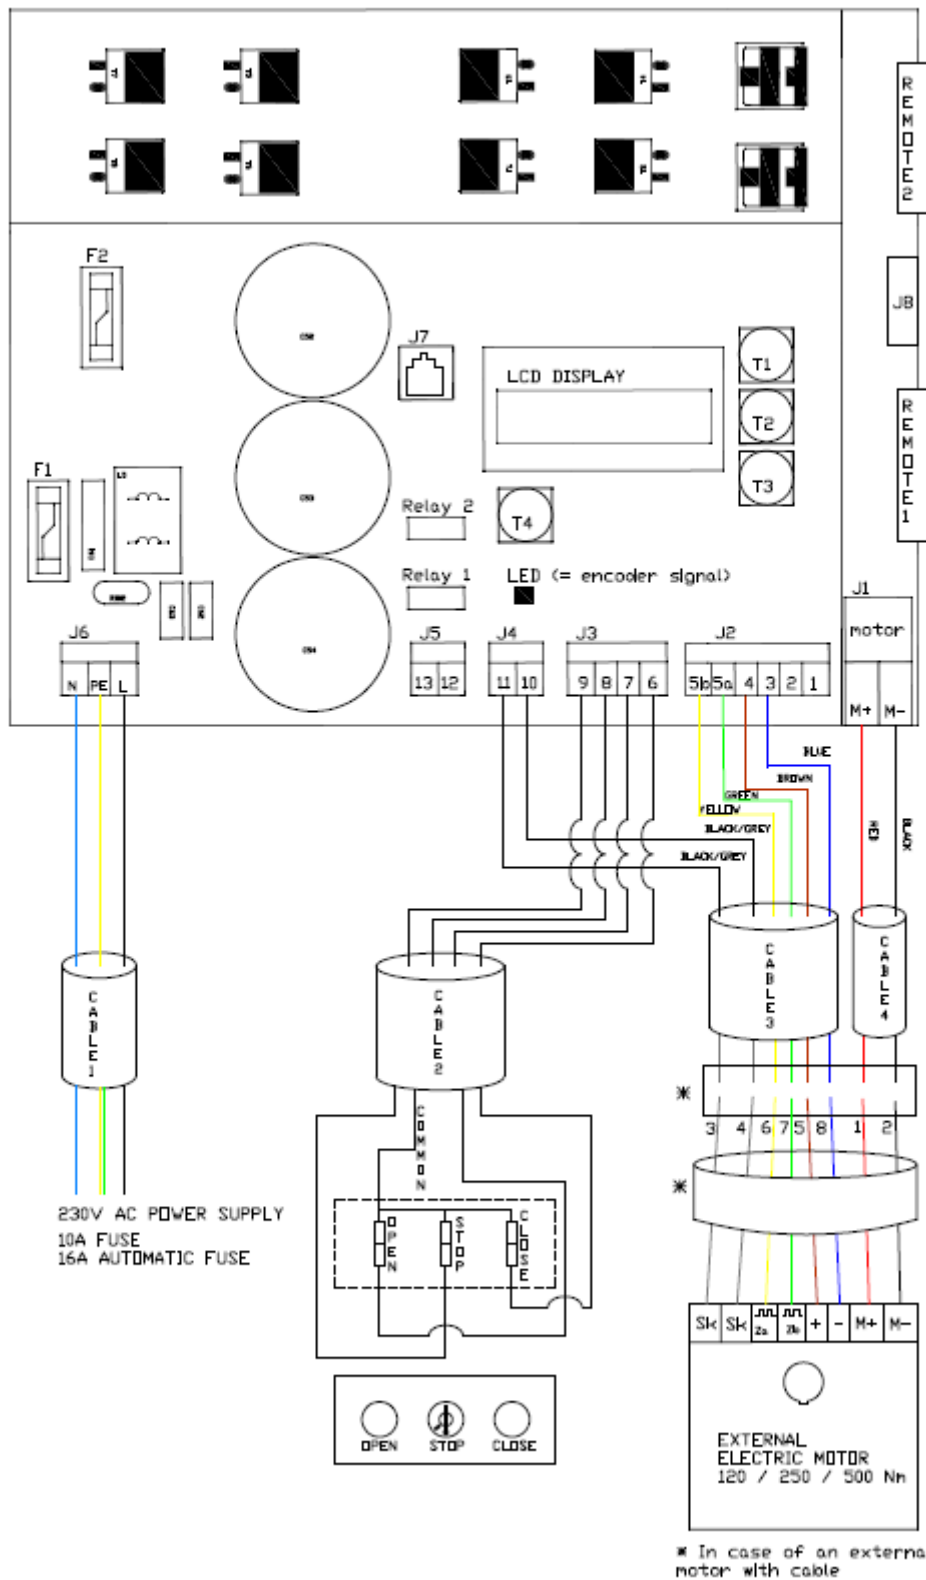 REMOTE2
F2
J8
J7
LCD DISPLAY
T1
T2
T3
REMOTE1
F1
Relay 2
T4
Relay 1
LED (= encoder signal)
J1
motor
J6
J5
J4
J3
J2
N PE L
13 12
11 10
9 8 7 6
5b 5a 4 3 2 1
M+ M-
BLUE
BROWN
GREEN
YELLOW
BLACK/GREY
BLACK/GREY
RED
BLACK
CABLE1
CABLE2
CABLE3
CABLE4
*
3 4 6 7 5 8 1 2
COMMON
*
230V AC POWER SUPPLY
10A FUSE
16A AUTOMATIC FUSE
OPEN
STOP
CLOSE
Sk Sk Za Zb + - M+ M-
OPEN STOP CLOSE
EXTERNAL
ELECTRIC MOTOR
120 / 250 / 500 Nm
* In case of an externa
motor with cable